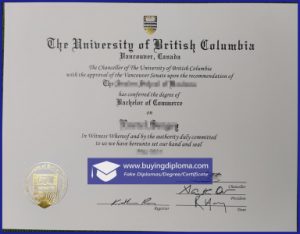 The University of British Columbia
Vancouver, Canada
The Chancellor of The University of British Columbia
with the approval of the Vancouver Senate upon the recommendation of
has conferred the degree of
Bachelor of Commerce
on
In Witness Whereof and by the authority duly committed
to us we have hereunto set our hand and seal
www.buyingdiploma.com
Fake Diplomas/Degree/Certificate
Chancellor
President
Registrar